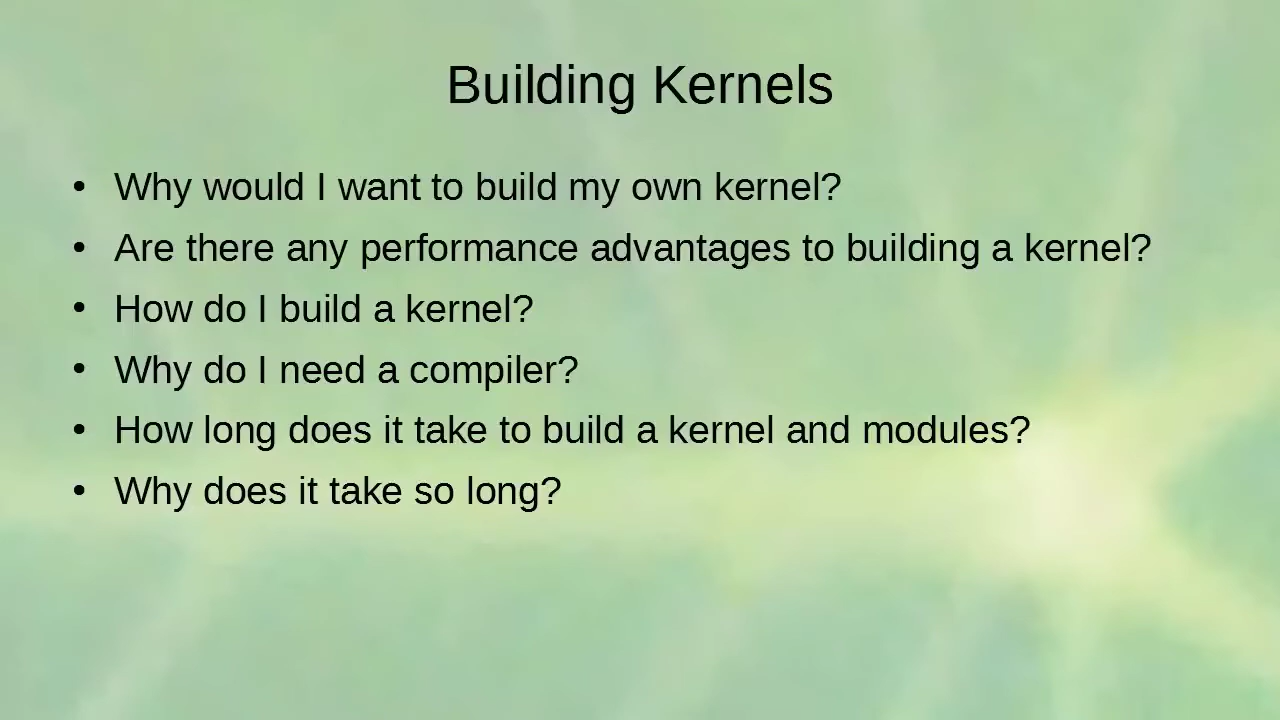 Building Kernels
• Why would I want to build my own kernel?
• Are there any performance advantages to building a kernel?
• How do I build a kernel?
• Why do I need a compiler?
• How long does it take to build a kernel and modules?
• Why does it take so long?